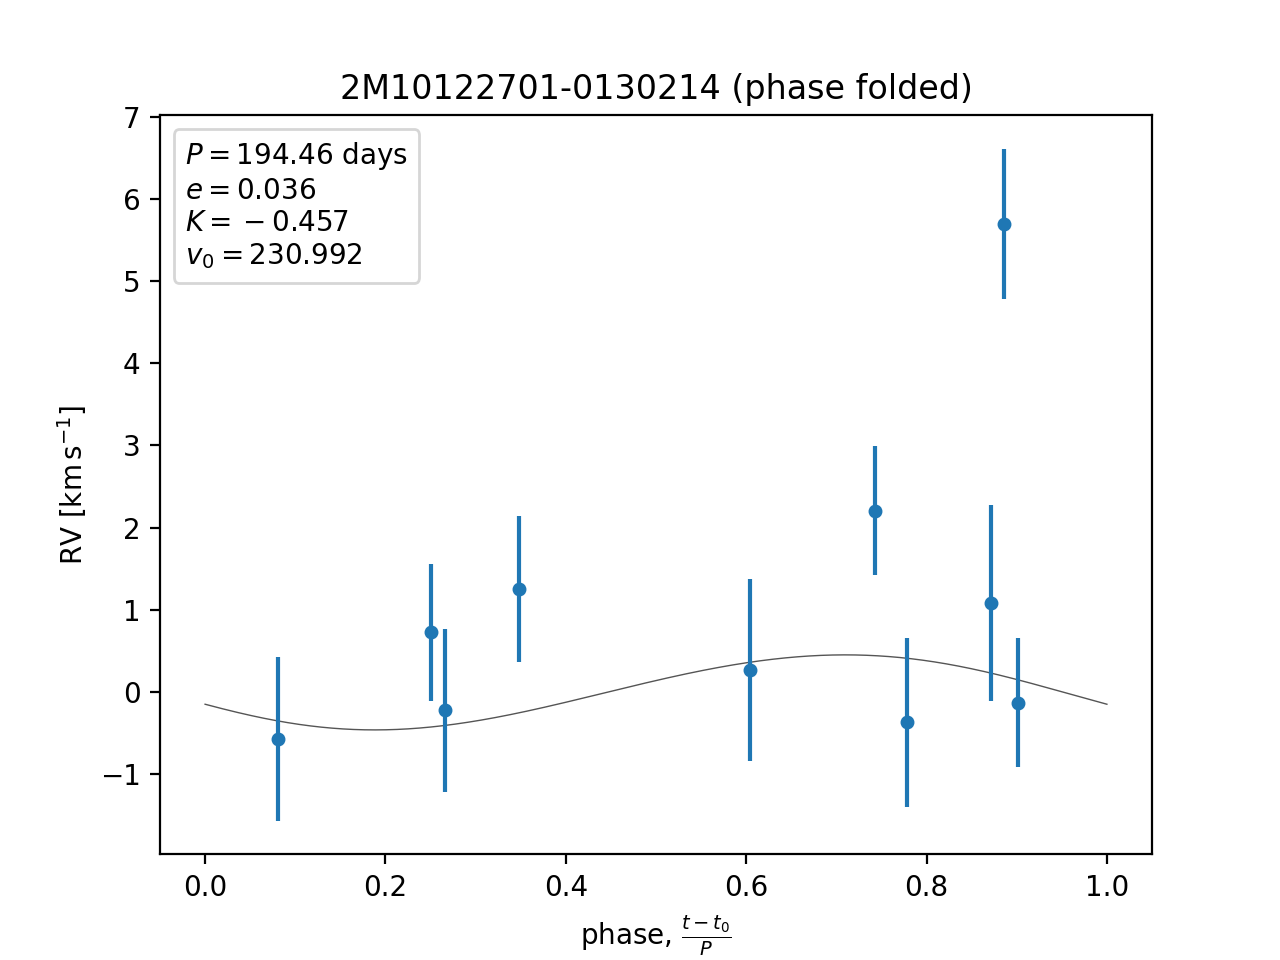 2M10122701-0130214 (phase folded)
P = 194.46 days
e = 0.036
K = −0.457
v₀ = 230.992
7
6
5
4
3
2
1
0
−1
RV [km s⁻¹]
0.0 0.2 0.4 0.6 0.8 1.0
phase, (t − t₀)/P